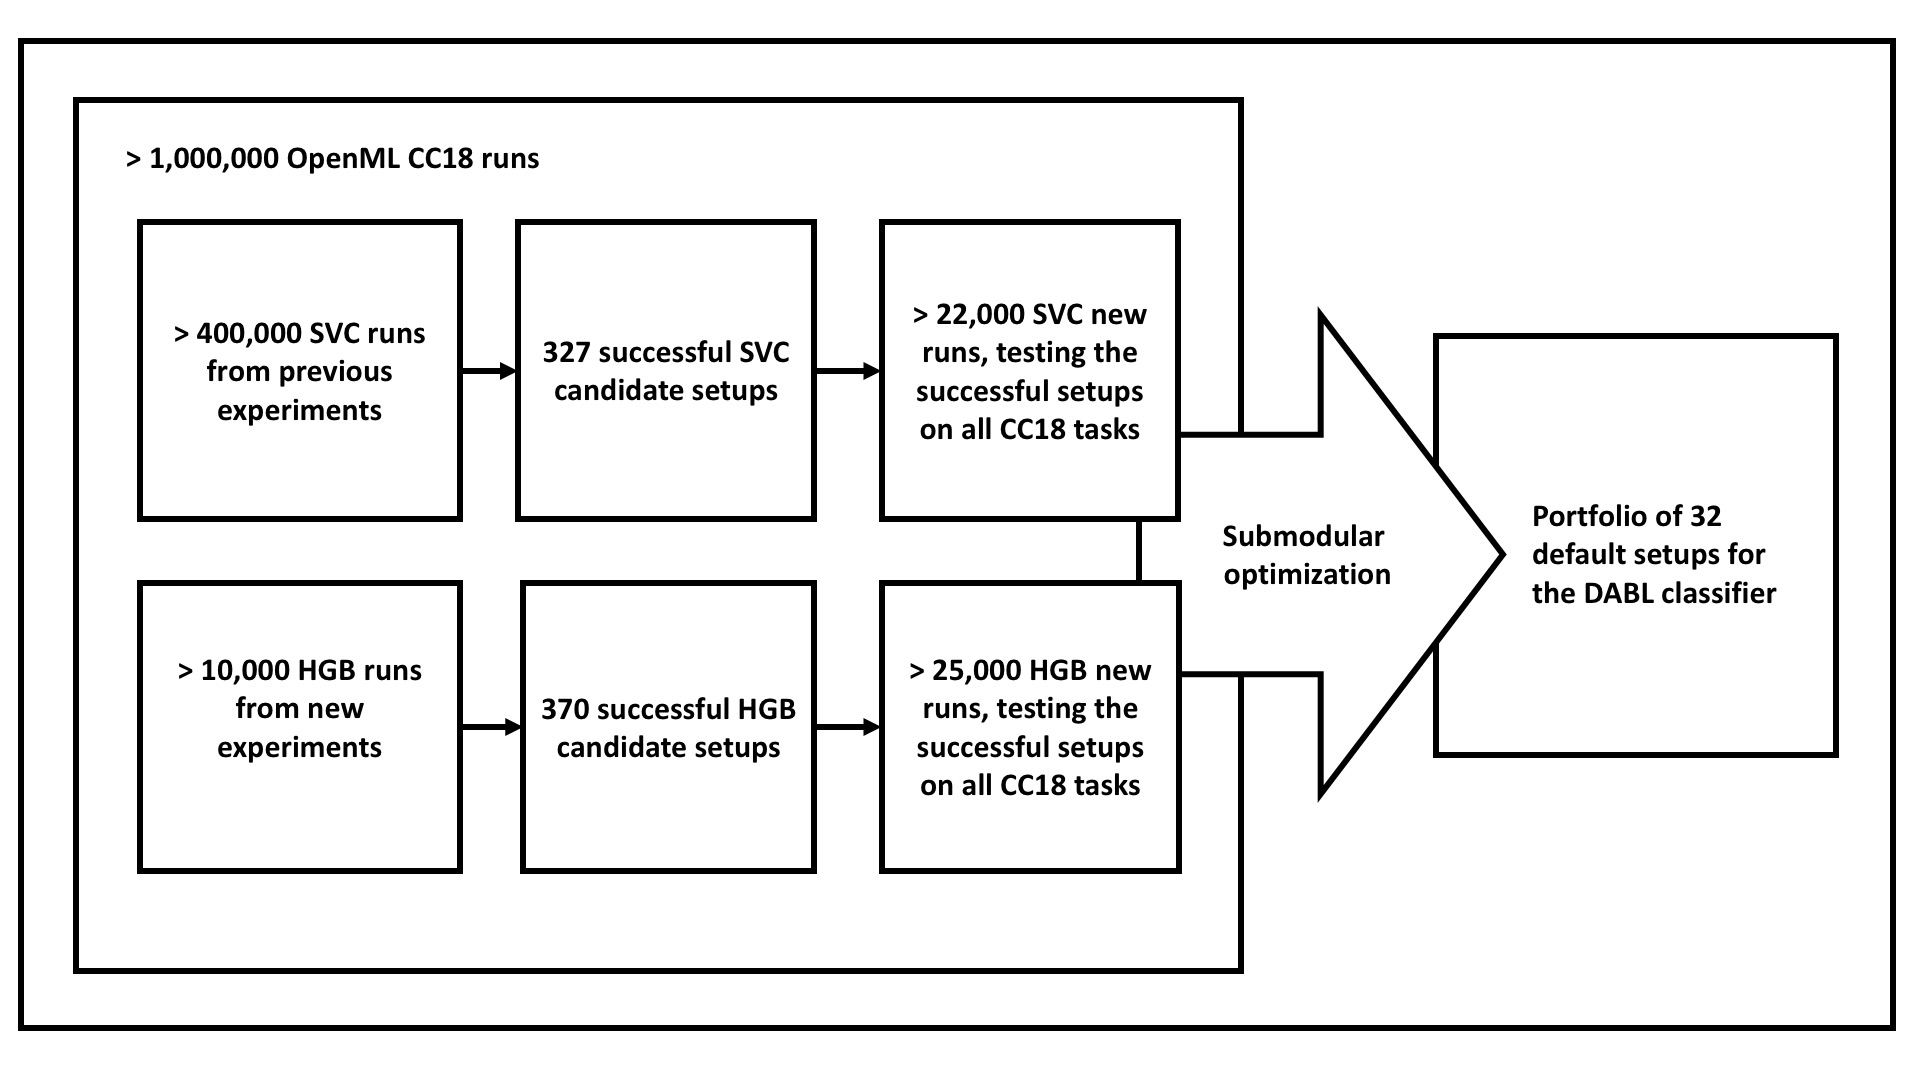 > 1,000,000 OpenML CC18 runs
> 400,000 SVC runs
from previous
experiments
327 successful SVC
candidate setups
> 22,000 SVC new
runs, testing the
successful setups
on all CC18 tasks
> 10,000 HGB runs
from new
experiments
370 successful HGB
candidate setups
> 25,000 HGB new
runs, testing the
successful setups
on all CC18 tasks
Submodular
optimization
Portfolio of 32
default setups for
the DABL classifier